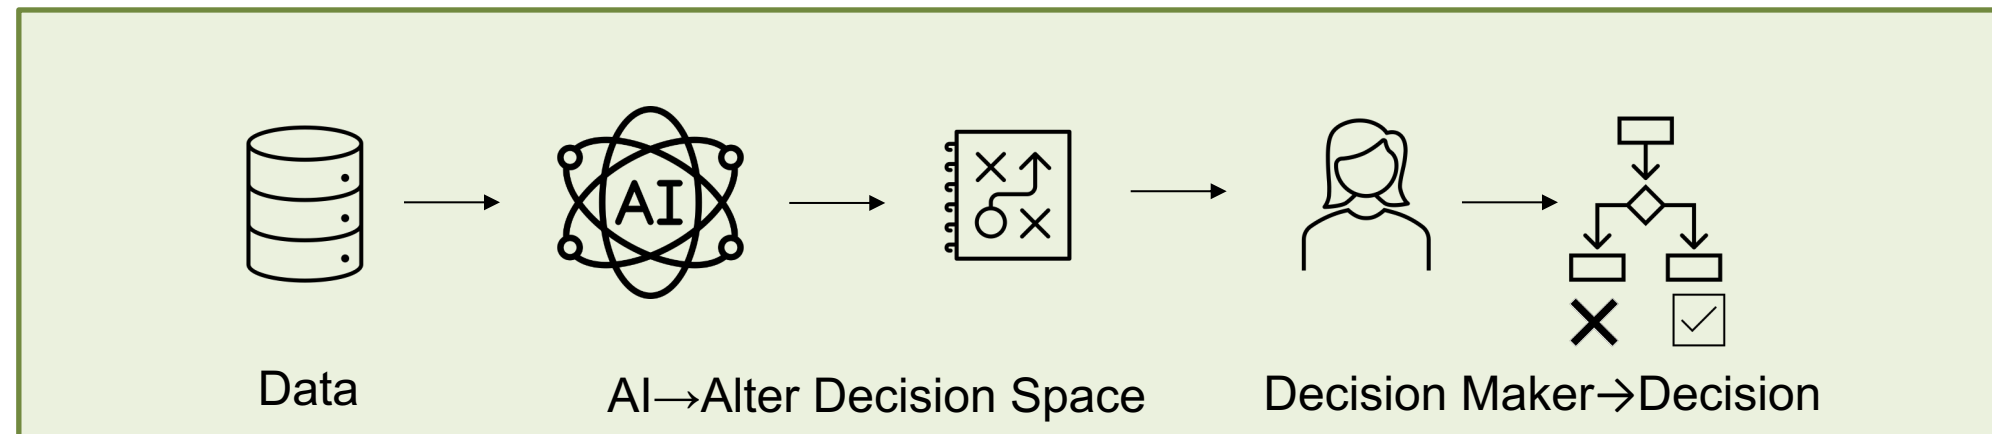 AI
Data
AI→Alter Decision Space
Decision Maker→Decision